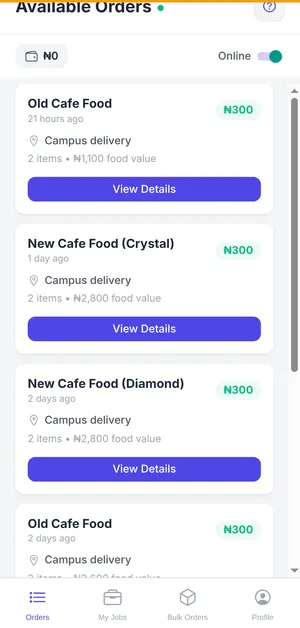 Available Orders
₦0
Online
Old Cafe Food
21 hours ago
₦300
Campus delivery
2 items • ₦1,100 food value
View Details
New Cafe Food (Crystal)
1 day ago
₦300
Campus delivery
2 items • ₦2,800 food value
View Details
New Cafe Food (Diamond)
2 days ago
₦300
Campus delivery
2 items • ₦2,800 food value
View Details
Old Cafe Food
2 days ago
₦300
Campus delivery
Orders
My Jobs
Bulk Orders
Profile